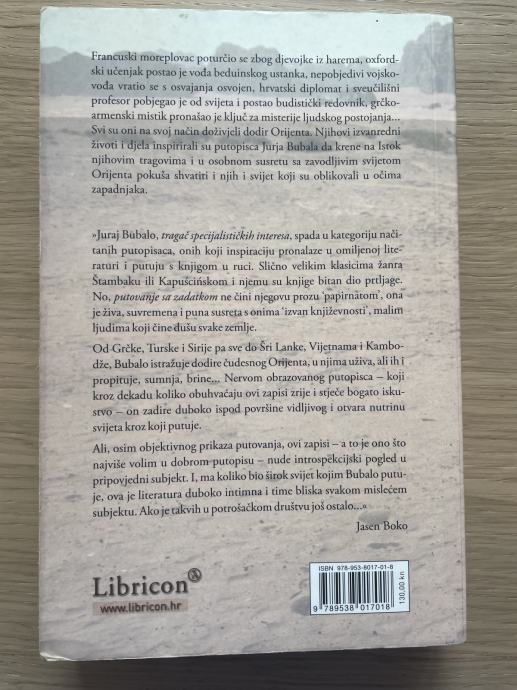 Francuski moreplovac poturčio se zbog djevojke iz harema, oxford-
ski učenjak postao je vođa beduinskog ustanka, nepobjedivi vojsko-
vođa vratio se s osvajanja osvojen, hrvatski diplomat i sveučilišni
profesor pobjegao je od svijeta i postao budistički redovnik, grčko-
armenski mistik pronašao je ključ za misterije ljudskog postojanja...
Svi su oni na svoj način doživjeli dodir Orijenta. Njihovi izvanredni
životi i djela inspirirali su putopisca Jurja Bubala da krene na Istok
njihovim tragovima i u osobnom susretu sa zavodljivim svijetom
Orijenta pokuša shvatiti i njih i svijet koji su oblikovali u očima
zapadnjaka.
»Juraj Bubalo, tragač specijalističkih interesa, spada u kategoriju nači-
tanih putopisaca, onih koji inspiraciju pronalaze u omiljenoj lite-
raturi i putuju s knjigom u ruci. Slično velikim klasicima žanra
Štambaku ili Kapuścińskom i njemu su knjige bitan dio prtljage.
No, putovanje sa zadatkom ne čini njegovu prozu 'papirnatom', ona
je živa, suvremena i puna susreta s onima 'izvan književnosti', malim
ljudima koji čine dušu svake zemlje.
Od Grčke, Turske i Sirije pa sve do Šri Lanke, Vijetnama i Kambo-
dže, Bubalo istražuje dodire čudesnog Orijenta, u njima uživa, ali ih i
propituje, sumnja, brine... Nervom obrazovanog putopisca – koji
kroz dekadu koliko obuhvaćaju ovi zapisi zrije i stječe bogato isku-
stvo – on zadire duboko ispod površine vidljivog i otvara nutrinu
svijeta kroz koji putuje.
Ali, osim objektivnog prikaza putovanja, ovi zapisi – a to je ono što
najviše volim u dobrom putopisu – nude introspekcijski pogled u
pripovjedni subjekt. I, ma koliko bio širok svijet kojim Bubalo putu-
je, ova je literatura duboko intimna i time bliska svakom mislećem
subjektu. Ako je takvih u potrošačkom društvu još ostalo...«
Jasen Boko
Libricon
www.libricon.hr
ISBN 978-953-8017-01-8
9 789538 017018
130,00 kn